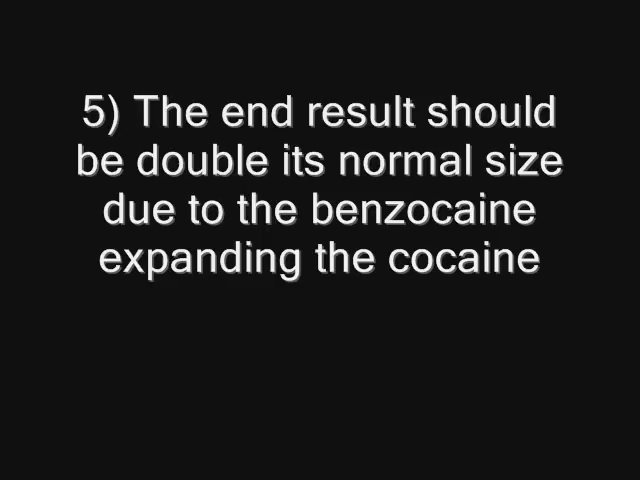 5) The end result should
be double its normal size
due to the benzocaine
expanding the cocaine